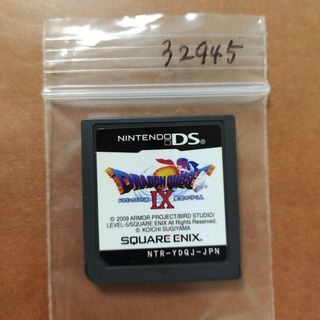 32945
NINTENDO DS
DRAGON QUEST
IX
© 2009 ARMOR PROJECT/BIRD STUDIO/
LEVEL-5/SQUARE ENIX All Rights Reserved.
© KOICHI SUGIYAMA
SQUARE ENIX
NTR-YDQJ-JPN